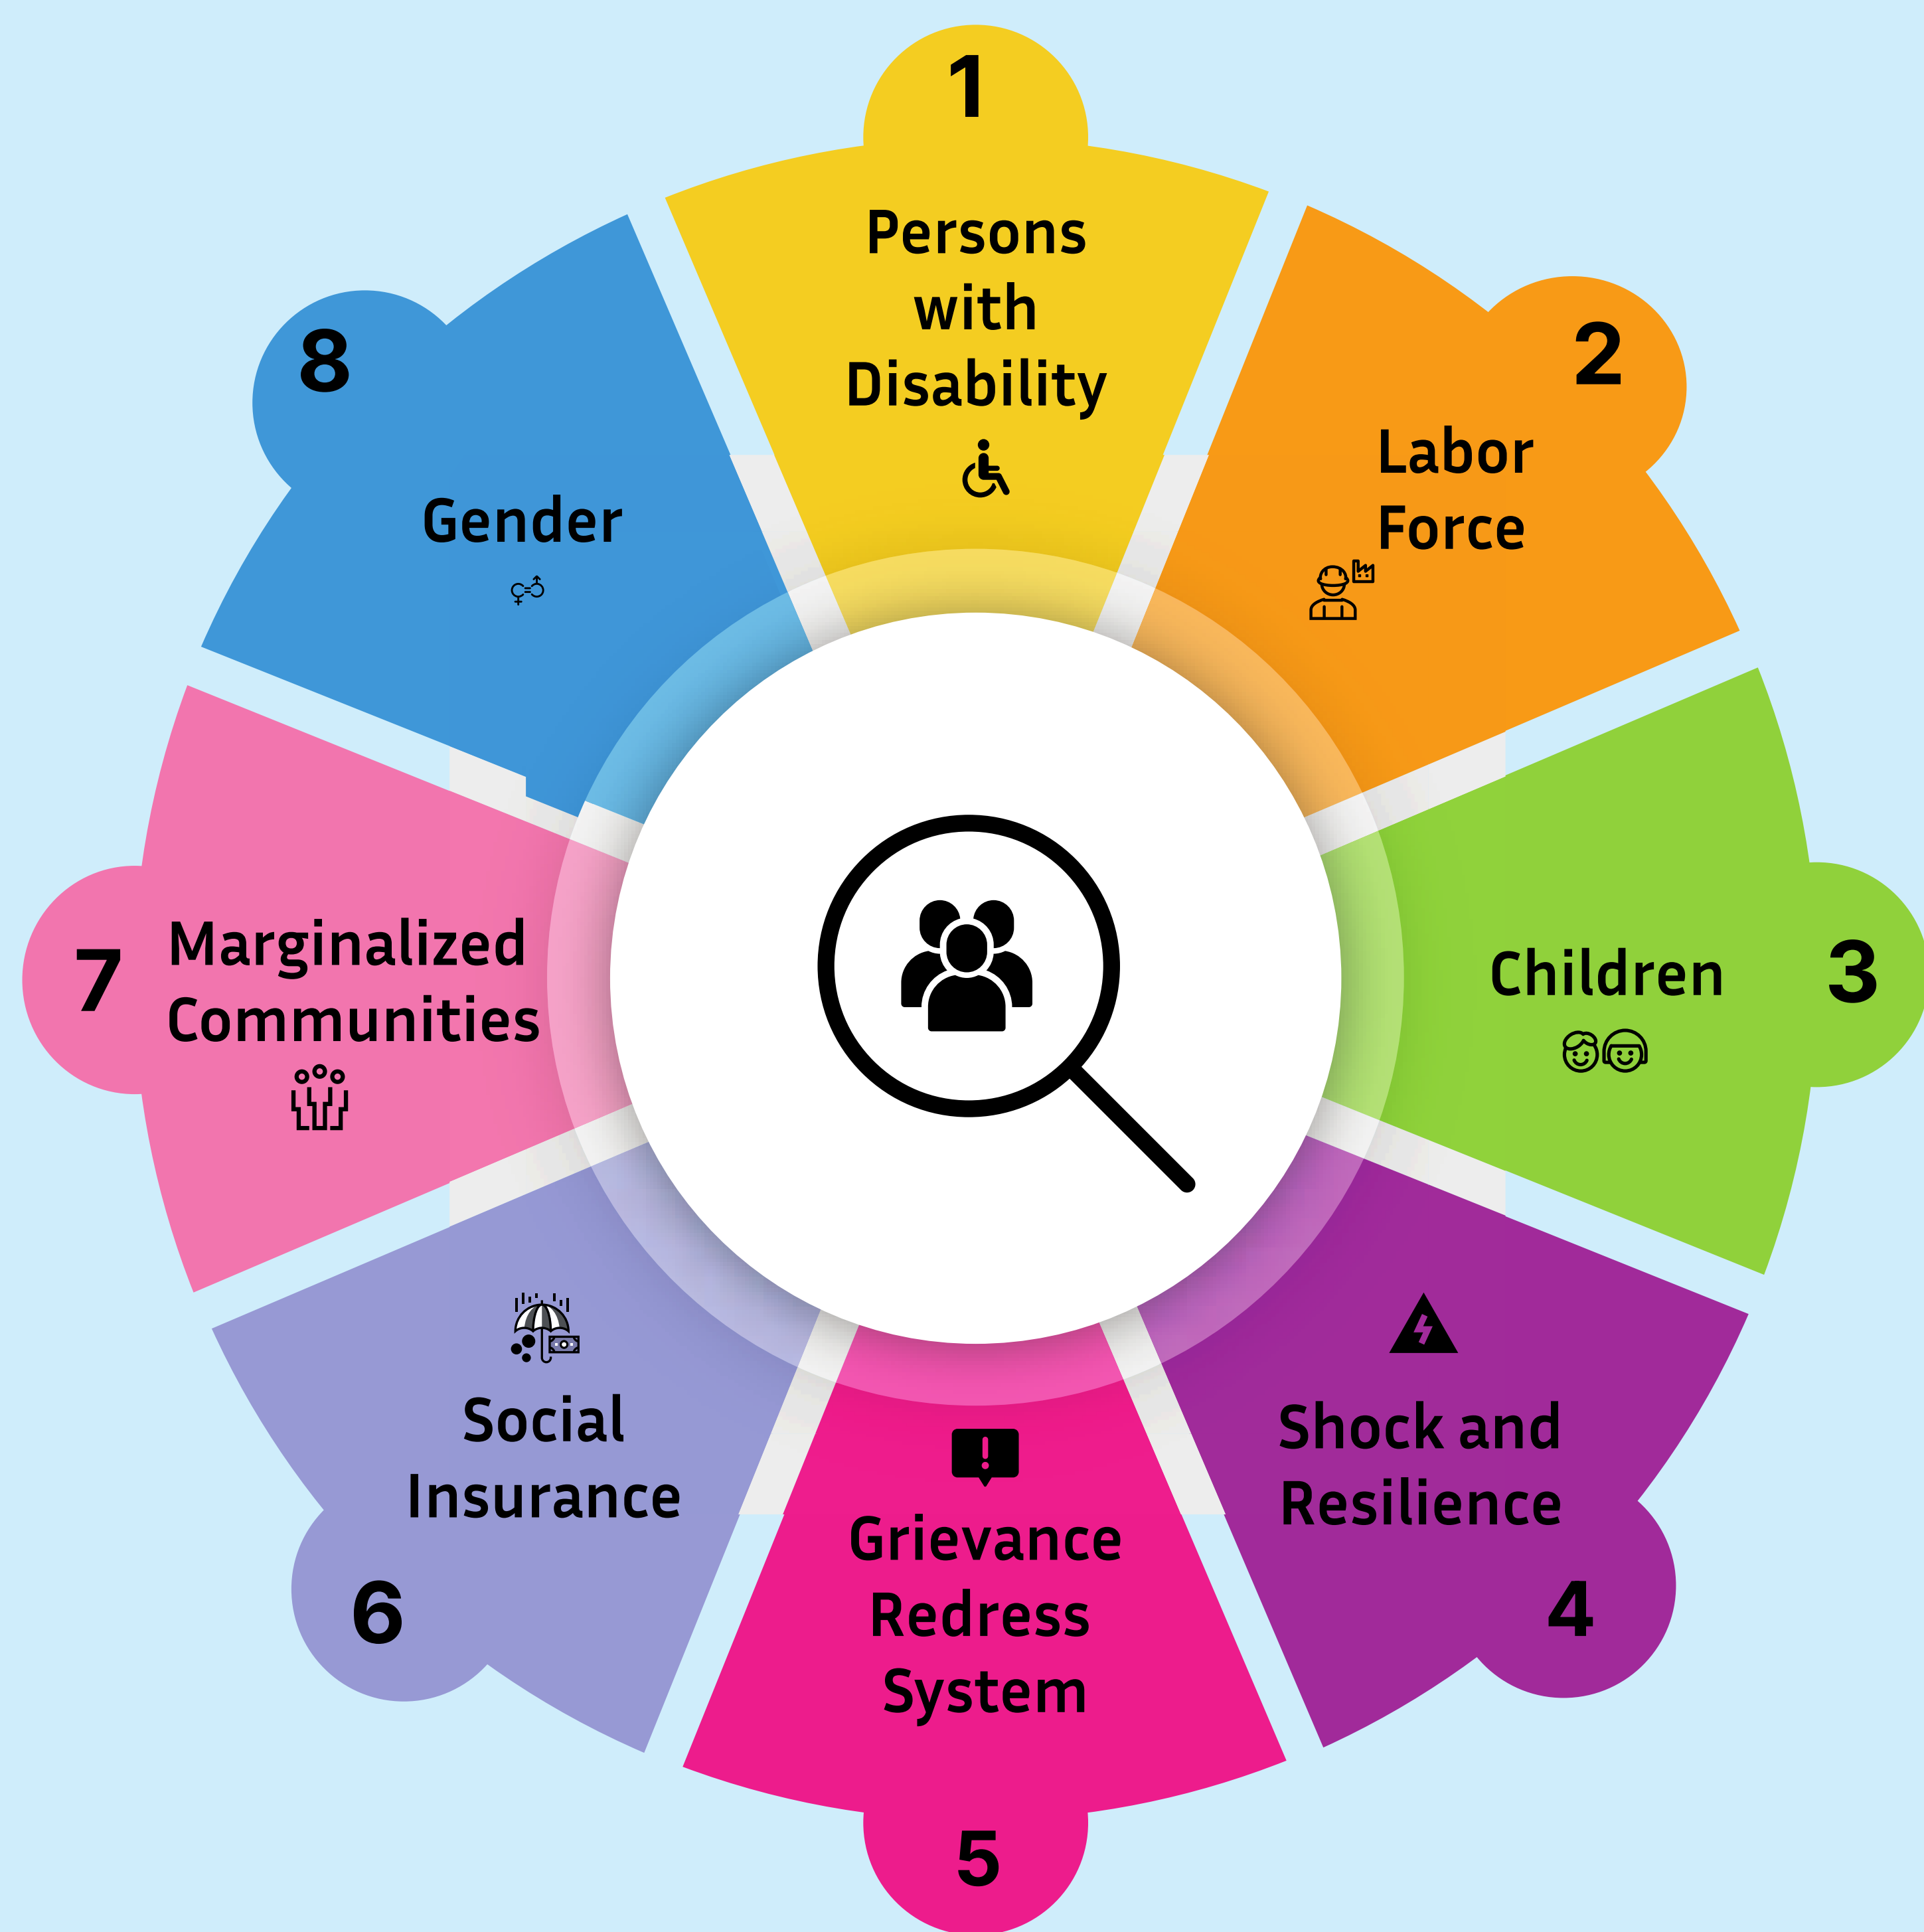 1
Persons
with
Disability
2
Labor
Force
3
Children
4
Shock and
Resilience
5
Grievance
Redress
System
6
Social
Insurance
7
Marginalized
Communities
8
Gender